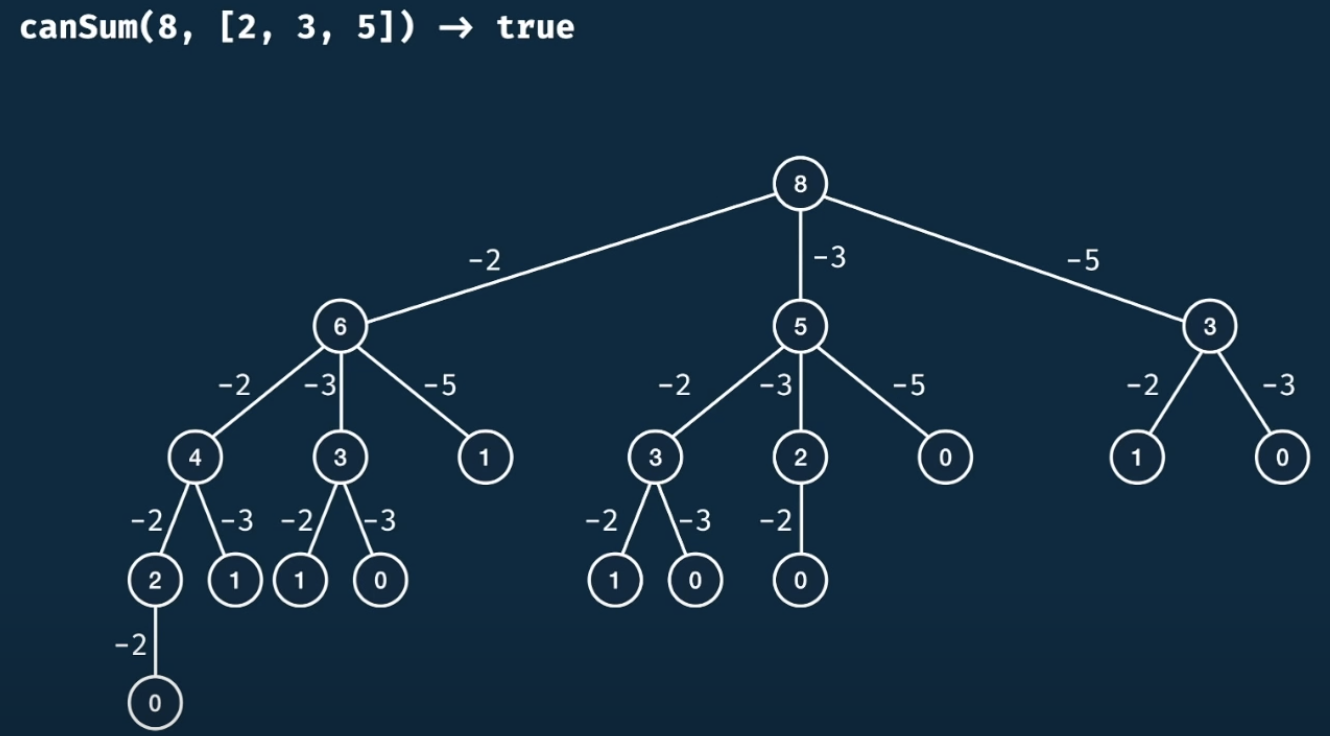 canSum(8, [2, 3, 5]) → true
8
-2 -3 -5
6 5 3
-2 -3 -5 -2 -3 -5 -2 -3
4 3 1 3 2 0 1 0
-2 -3 -2 -3 -2 -3 -2
2 1 1 0 1 0 0
-2
0